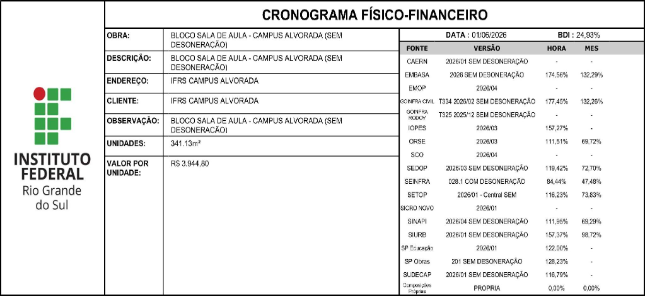 CRONOGRAMA FÍSICO-FINANCEIRO
OBRA: BLOCO SALA DE AULA - CAMPUS ALVORADA (SEM
DESONERAÇÃO)
DESCRIÇÃO: BLOCO SALA DE AULA - CAMPUS ALVORADA (SEM
DESONERAÇÃO)
ENDEREÇO: IFRS CAMPUS ALVORADA
CLIENTE: IFRS CAMPUS ALVORADA
OBSERVAÇÃO: BLOCO SALA DE AULA - CAMPUS ALVORADA (SEM
DESONERAÇÃO)
UNIDADES: 341.13m²
VALOR POR
UNIDADE: R$ 3.944,60
INSTITUTO
FEDERAL
Rio Grande
do Sul
DATA : 01/06/2026 BDI : 24,93%
FONTE VERSÃO HORA MES
CAERN 2026/01 SEM DESONERAÇÃO - -
EMBASA 2026 SEM DESONERAÇÃO 174,56% 132,29%
EMOP 2026/04 - -
GOINFRA CIVIL T334 2026/02 SEM DESONERAÇÃO 177,45% 132,26%
GOINFRA
RODOV T325 2025/12 SEM DESONERAÇÃO - -
IOPES 2026/03 157,27% -
ORSE 2026/03 111,51% 69,72%
SCO 2026/04 - -
SEDOP 2026/03 SEM DESONERAÇÃO 119,42% 72,70%
SEINFRA 028.1 COM DESONERAÇÃO 84,44% 47,48%
SETOP 2026/01 - Central SEM 116,23% 73,83%
SICRO NOVO 2026/01 - -
SINAPI 2026/04 SEM DESONERAÇÃO 111,95% 69,29%
SIURB 2026/01 SEM DESONERAÇÃO 157,37% 98,72%
SP Educação 2026/01 122,00% -
SP Obras 201 SEM DESONERAÇÃO 128,23% -
SUDECAP 2026/01 SEM DESONERAÇÃO 116,79% -
Composições
Próprias PROPRIA 0,00% 0,00%